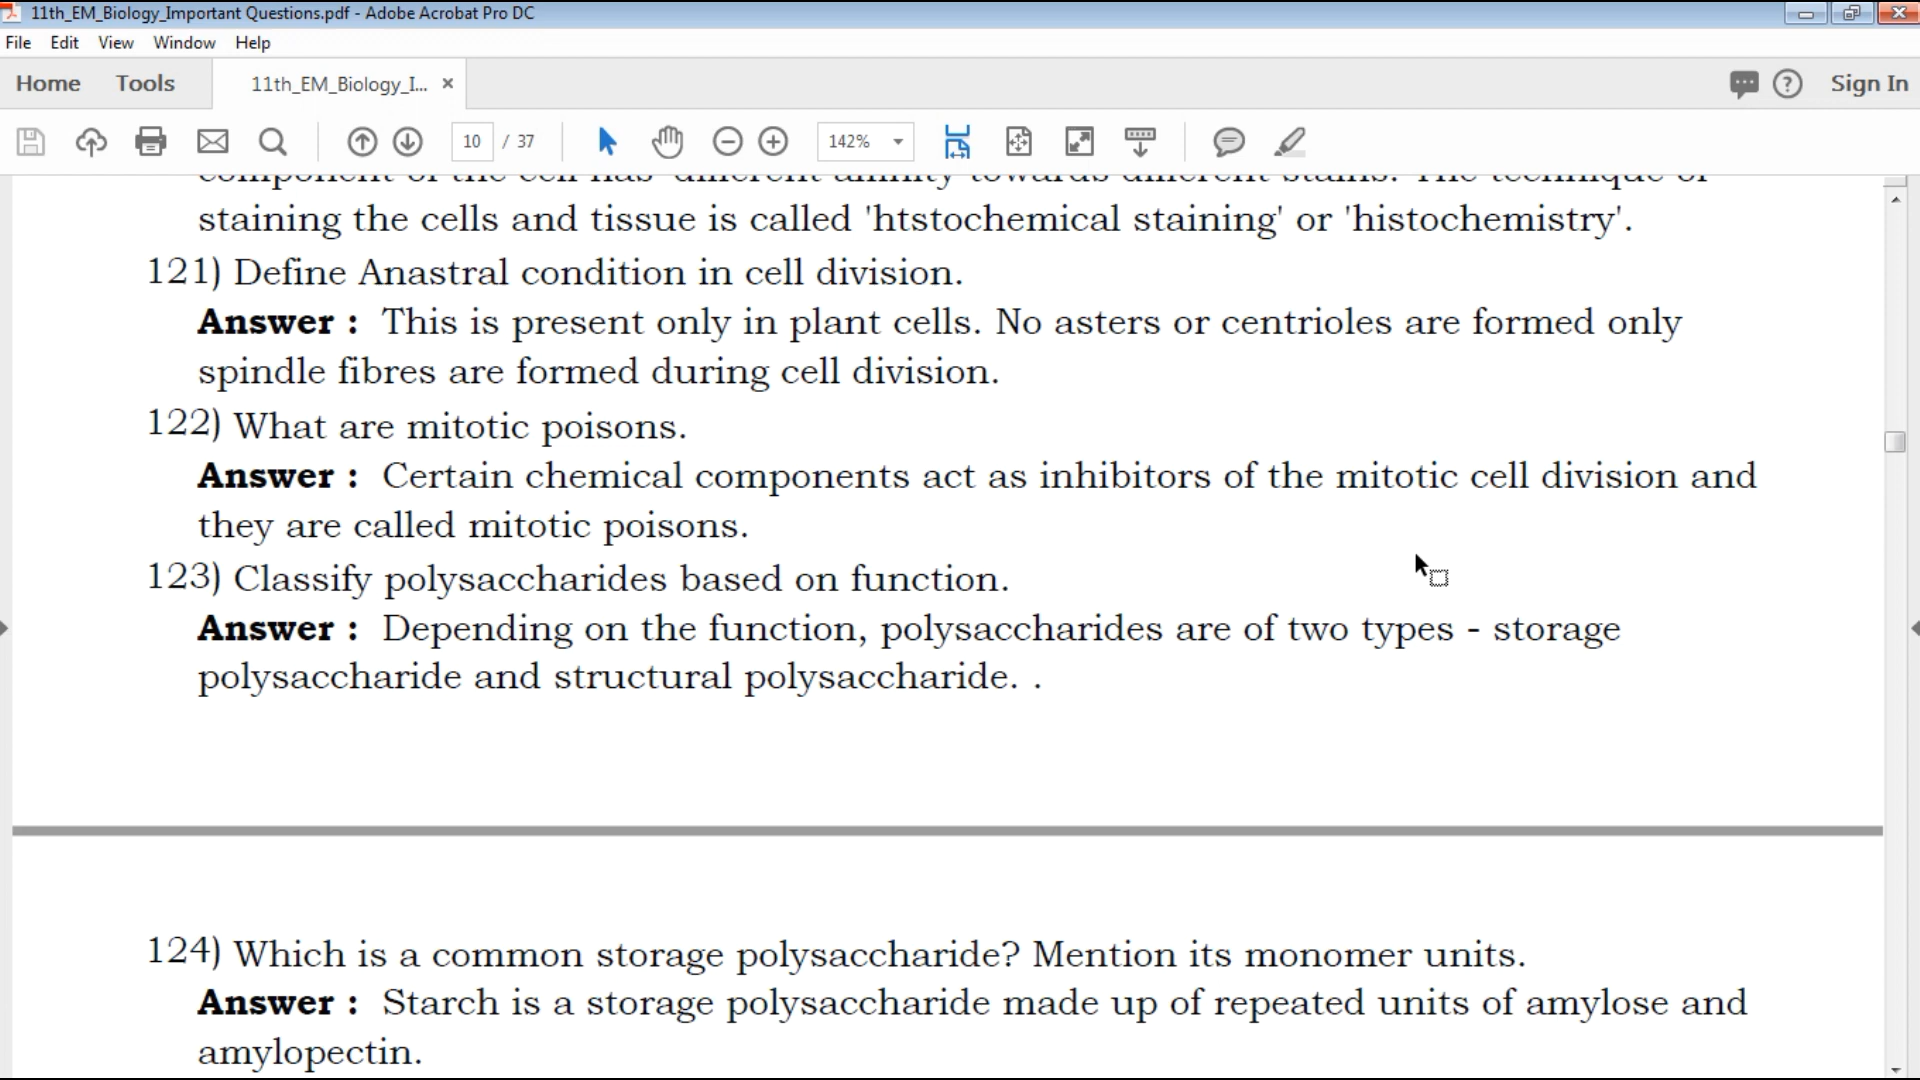 11th_EM_Biology_Important Questions.pdf - Adobe Acrobat Pro DC
File Edit View Window Help
Home Tools 11th_EM_Biology_I... × Sign In
10 / 37 142%
component of the cell has different affinity towards different stains. The technique of
staining the cells and tissue is called 'htstochemical staining' or 'histochemistry'.
121) Define Anastral condition in cell division.
Answer : This is present only in plant cells. No asters or centrioles are formed only
spindle fibres are formed during cell division.
122) What are mitotic poisons.
Answer : Certain chemical components act as inhibitors of the mitotic cell division and
they are called mitotic poisons.
123) Classify polysaccharides based on function.
Answer : Depending on the function, polysaccharides are of two types - storage
polysaccharide and structural polysaccharide. .
124) Which is a common storage polysaccharide? Mention its monomer units.
Answer : Starch is a storage polysaccharide made up of repeated units of amylose and
amylopectin.